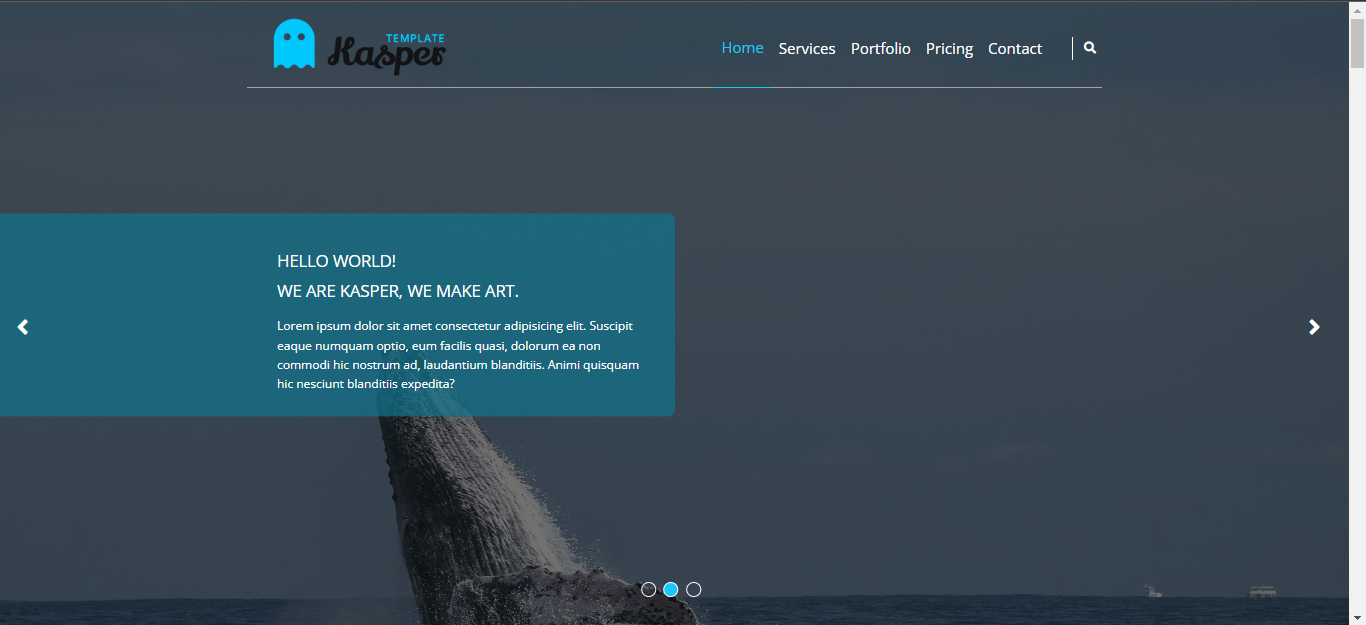 TEMPLATE
Kasper
Home Services Portfolio Pricing Contact
HELLO WORLD!
WE ARE KASPER, WE MAKE ART.
Lorem ipsum dolor sit amet consectetur adipisicing elit. Suscipit
eaque numquam optio, eum facilis quasi, dolorum ea non
commodi hic nostrum ad, laudantium blanditiis. Animi quisquam
hic nesciunt blanditiis expedita?